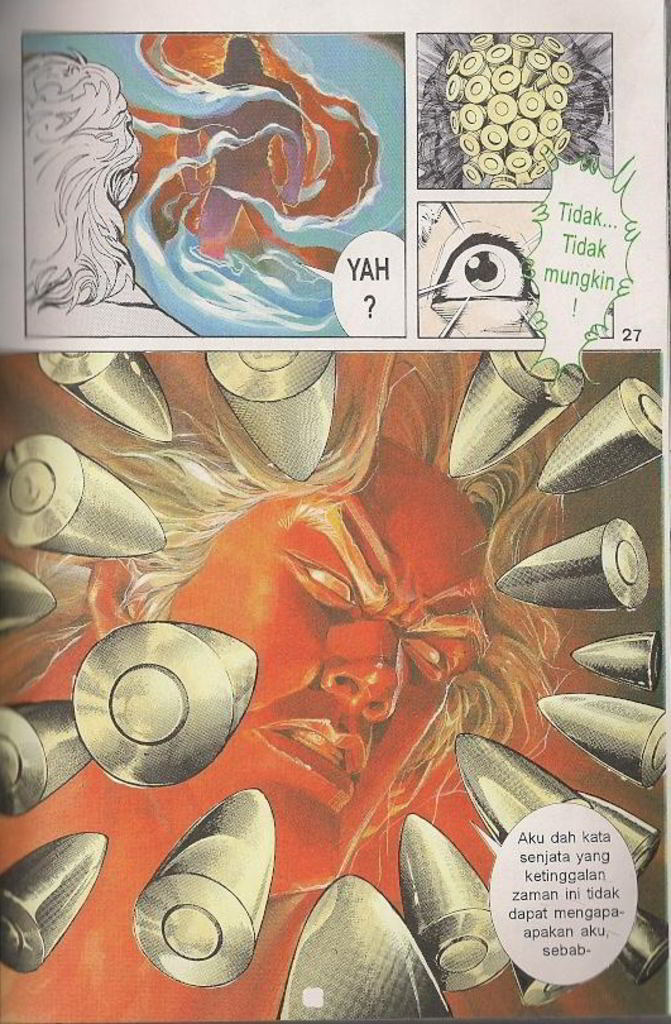 YAH
?
Tidak...
Tidak
mungkin
!
27
Aku dah kata
senjata yang
ketinggalan
zaman ini tidak
dapat mengapa-
apakan aku,
sebab-